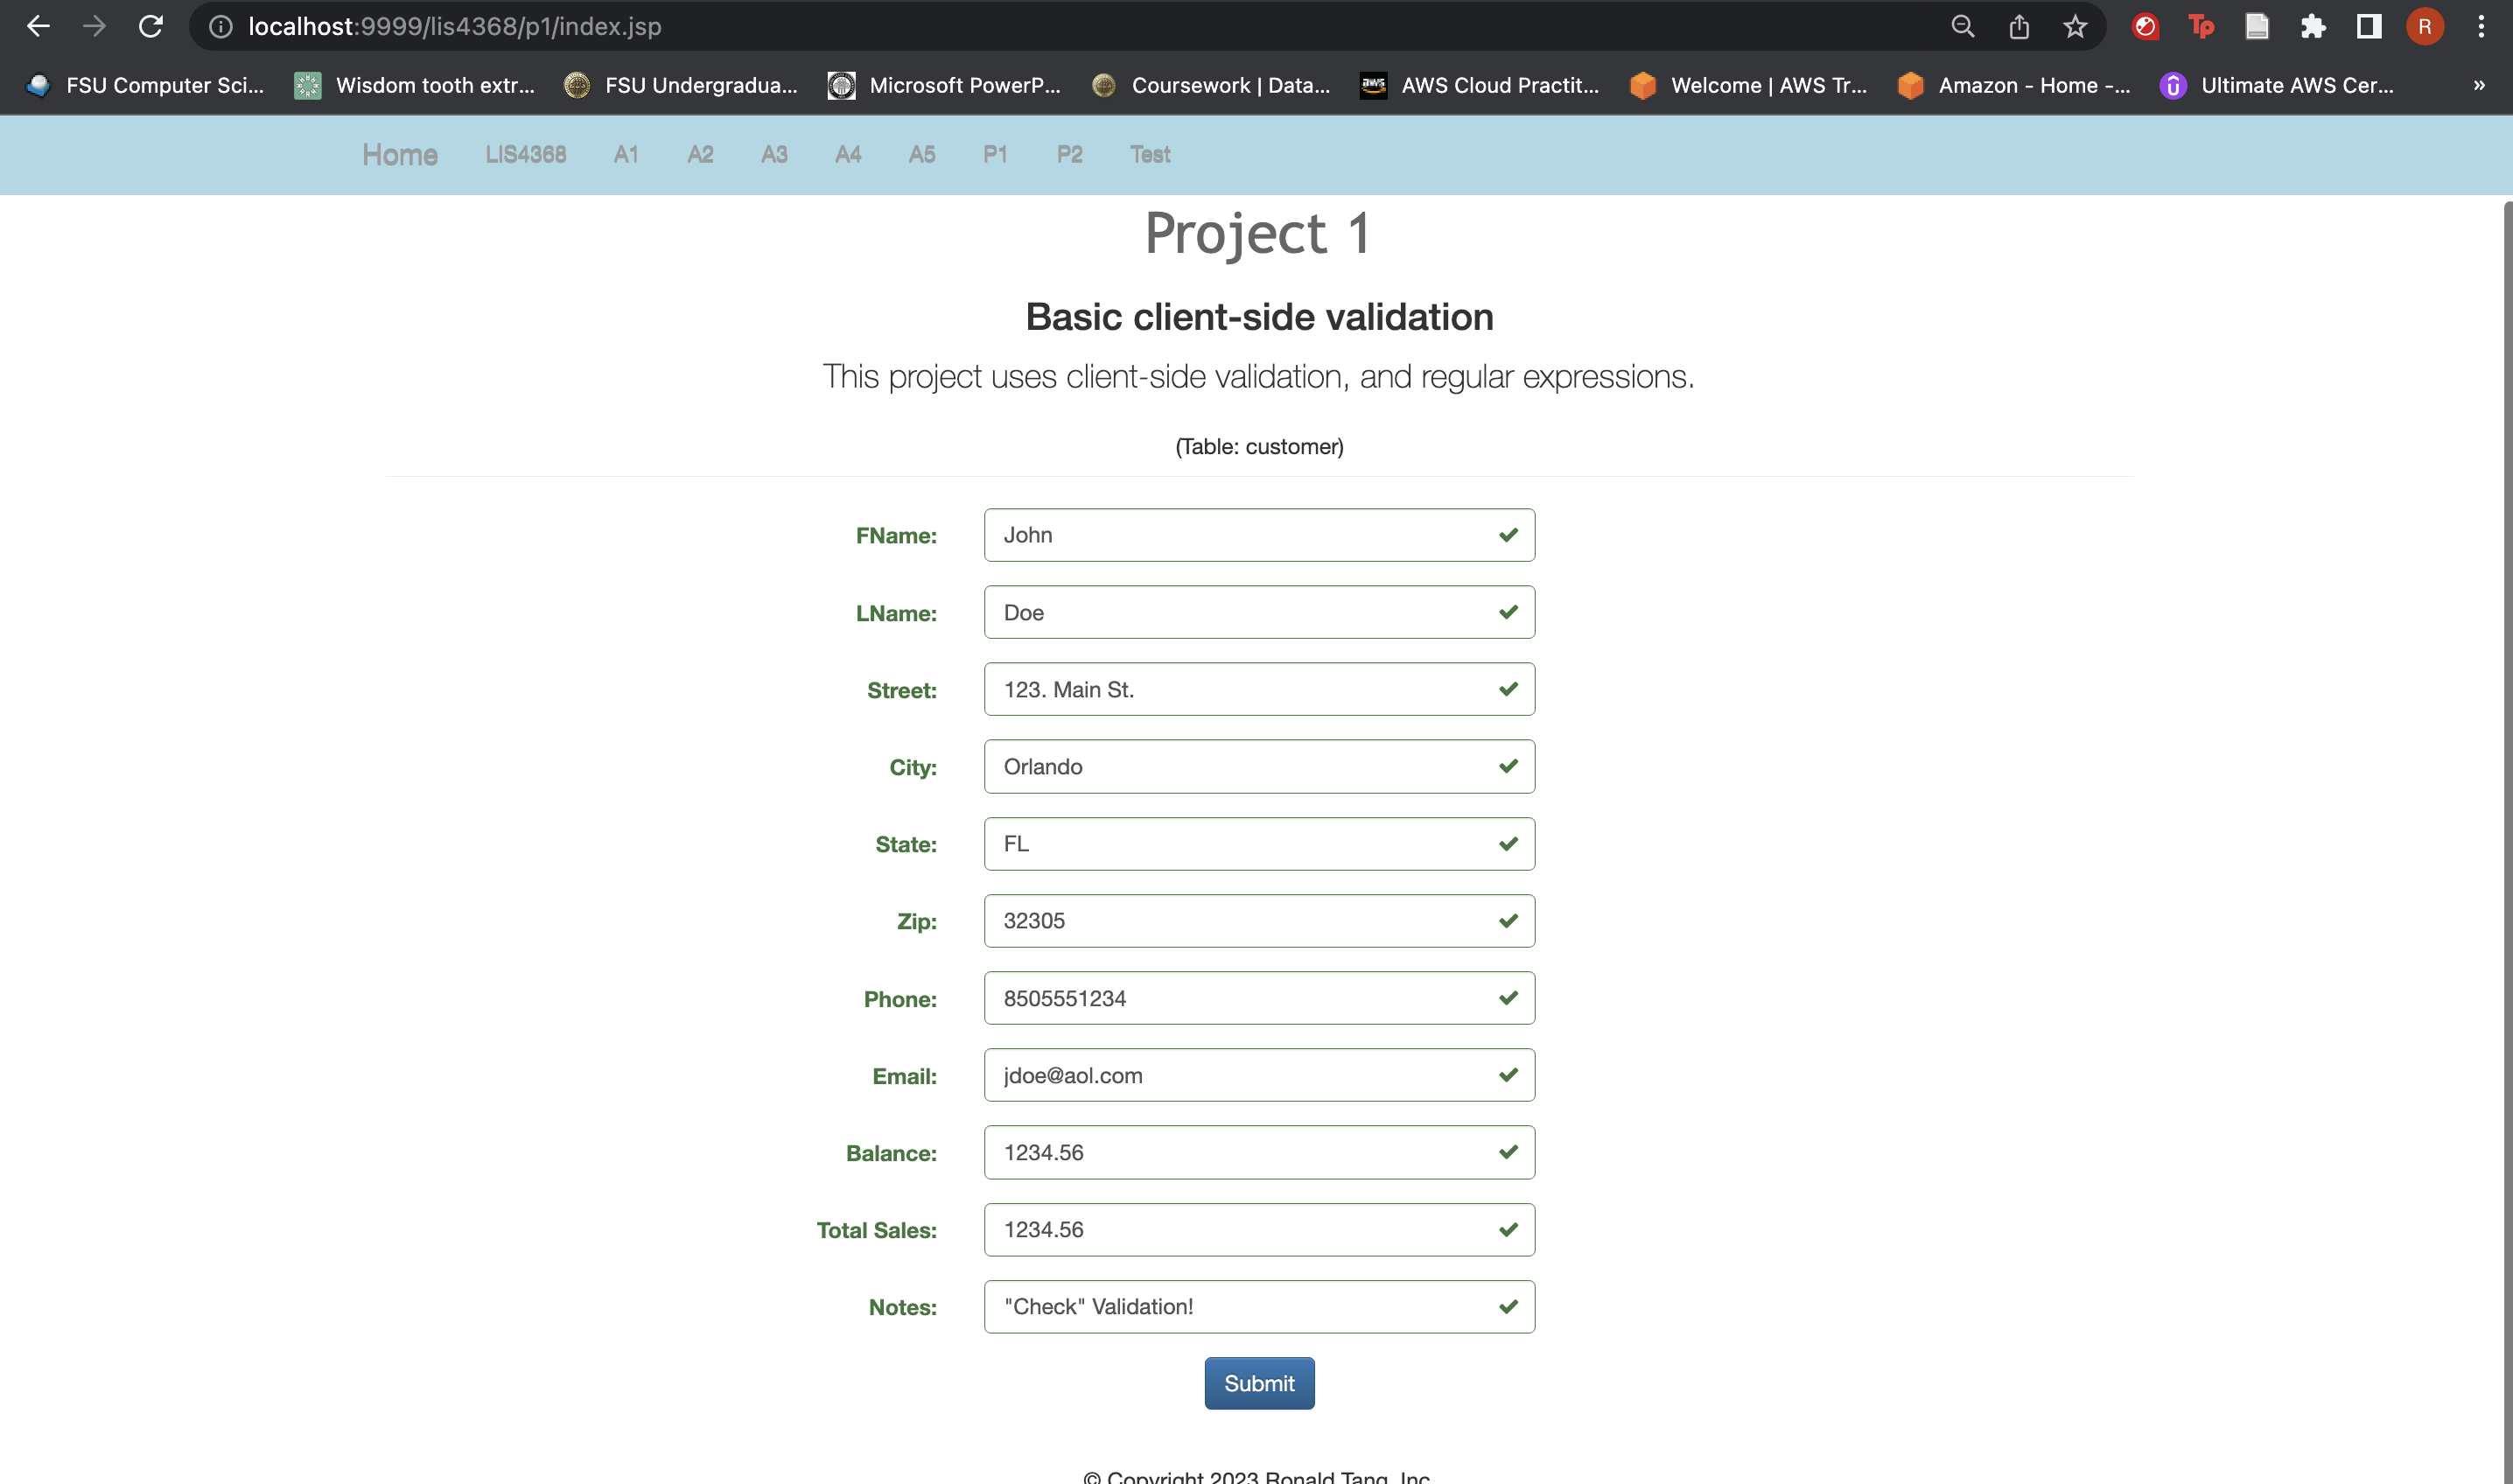 localhost:9999/lis4368/p1/index.jsp
Tp
R
FSU Computer Sci... Wisdom tooth extr... FSU Undergradua... Microsoft PowerP... Coursework | Data... aws AWS Cloud Practit... Welcome | AWS Tr... Amazon - Home -... Ultimate AWS Cer... »
Home LIS4368 A1 A2 A3 A4 A5 P1 P2 Test
Project 1
Basic client-side validation
This project uses client-side validation, and regular expressions.
(Table: customer)
FName: John
LName: Doe
Street: 123. Main St.
City: Orlando
State: FL
Zip: 32305
Phone: 8505551234
Email: jdoe@aol.com
Balance: 1234.56
Total Sales: 1234.56
Notes: "Check" Validation!
Submit
© Copyright 2023 Ronald Tang, Inc